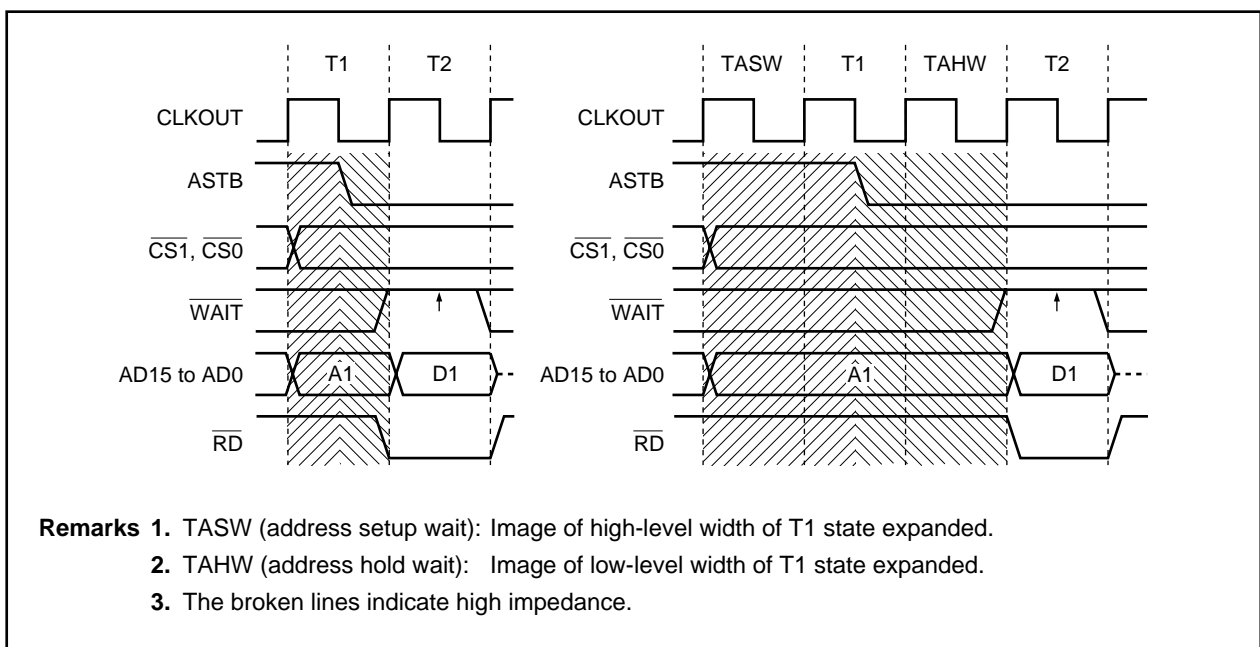 T1 T2
CLKOUT
ASTB
CS1, CS0
WAIT
AD15 to AD0 A1 D1
RD
TASW T1 TAHW T2
CLKOUT
ASTB
CS1, CS0
WAIT
AD15 to AD0 A1 D1
RD
Remarks 1. TASW (address setup wait): Image of high-level width of T1 state expanded.
2. TAHW (address hold wait): Image of low-level width of T1 state expanded.
3. The broken lines indicate high impedance.